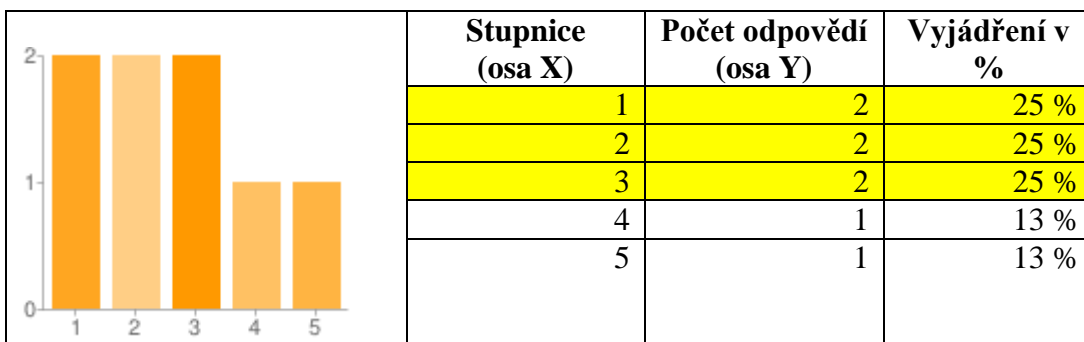 2
1
0
1 2 3 4 5
Stupnice (osa X) Počet odpovědí (osa Y) Vyjádření v %
1 2 25 %
2 2 25 %
3 2 25 %
4 1 13 %
5 1 13 %